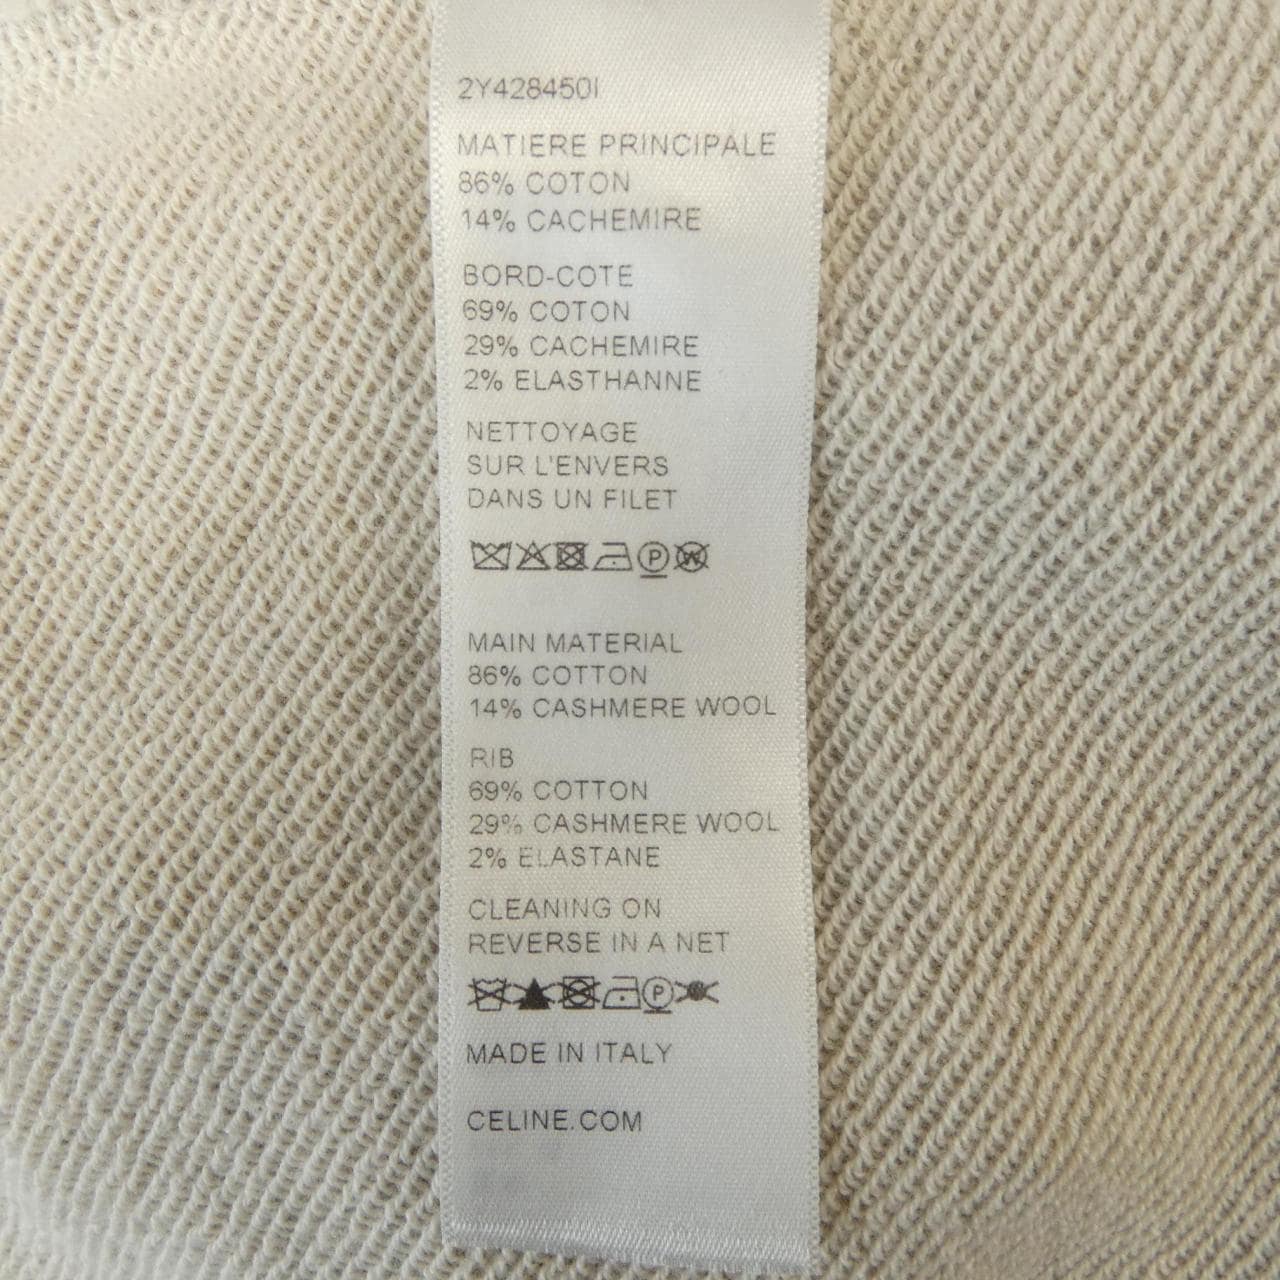 2Y428450I
MATIERE PRINCIPALE
86% COTON
14% CACHEMIRE
BORD-COTE
69% COTON
29% CACHEMIRE
2% ELASTHANNE
NETTOYAGE
SUR L'ENVERS
DANS UN FILET
P W
MAIN MATERIAL
86% COTTON
14% CASHMERE WOOL
RIB
69% COTTON
29% CASHMERE WOOL
2% ELASTANE
CLEANING ON
REVERSE IN A NET
P
MADE IN ITALY
CELINE.COM